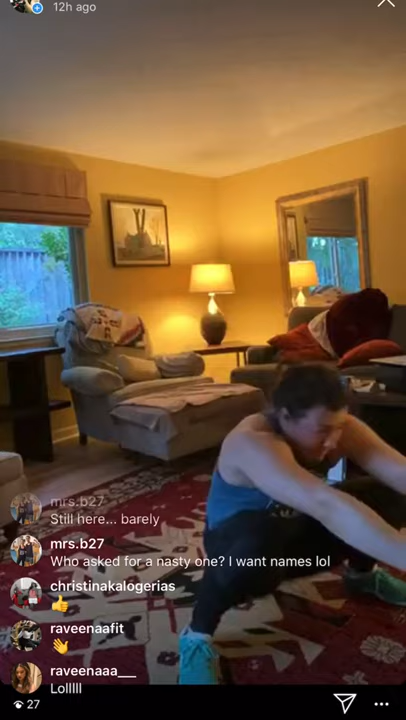 12h ago
mrs.b27
Still here... barely
mrs.b27
Who asked for a nasty one? I want names lol
christinakalogerias
👍
raveenaafit
👋
raveenaaa__
Lolllll
27